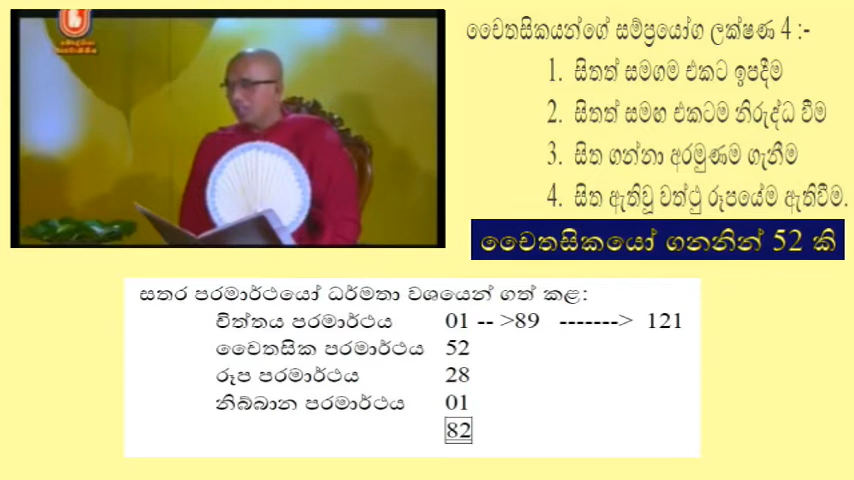 චෛතසිකයන්ගේ සම්ප්‍රයෝග ලක්ෂණ 4 :-
1. සිතත් සමගම එකට ඉපදීම
2. සිතත් සමඟ එකටම නිරුද්ධ වීම
3. සිත ගන්නා අරමුණම ගැනීම
4. සිත ඇතිවූ වත්ථු රූපයේම ඇතිවීම.
චෛතසිකයෝ ගනනින් 52 කි
සතර පරමාර්ථයෝ ධර්මතා වශයෙන් ගත් කළ:
චිත්තය පරමාර්ථය 01 -- >89 -------> 121
චෛතසික පරමාර්ථය 52
රූප පරමාර්ථය 28
නිබ්බාන පරමාර්ථය 01
82